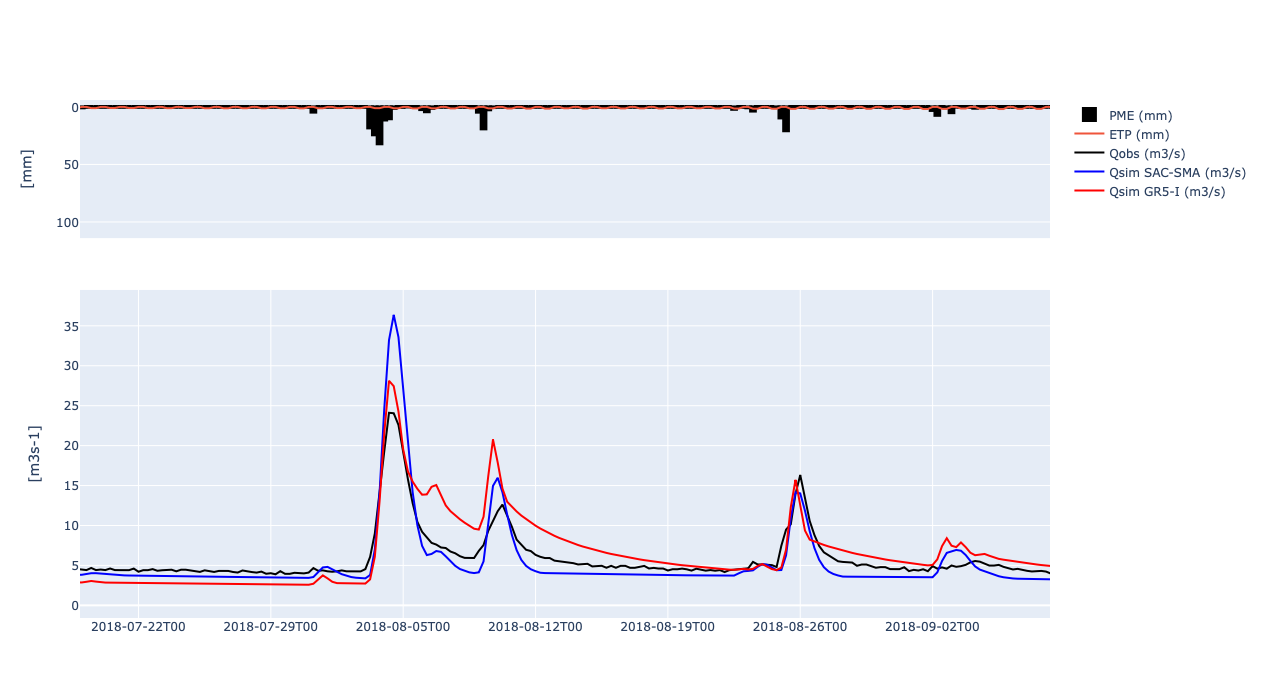 0
50
100
[mm]
PME (mm)
ETP (mm)
Qobs (m3/s)
Qsim SAC-SMA (m3/s)
Qsim GR5-I (m3/s)
35
30
25
20
15
10
5
0
[m3s-1]
2018-07-22T00 2018-07-29T00 2018-08-05T00 2018-08-12T00 2018-08-19T00 2018-08-26T00 2018-09-02T00